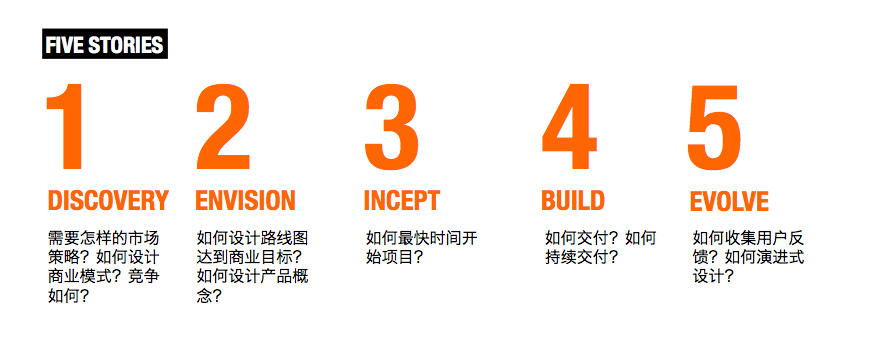 FIVE STORIES
1
DISCOVERY
需要怎样的市场
策略？如何设计
商业模式？竞争
如何？
2
ENVISION
如何设计路线图
达到商业目标？
如何设计产品概
念？
3
INCEPT
如何最快时间开
始项目？
4
BUILD
如何交付？如何
持续交付？
5
EVOLVE
如何收集用户反
馈？如何演进式
设计？